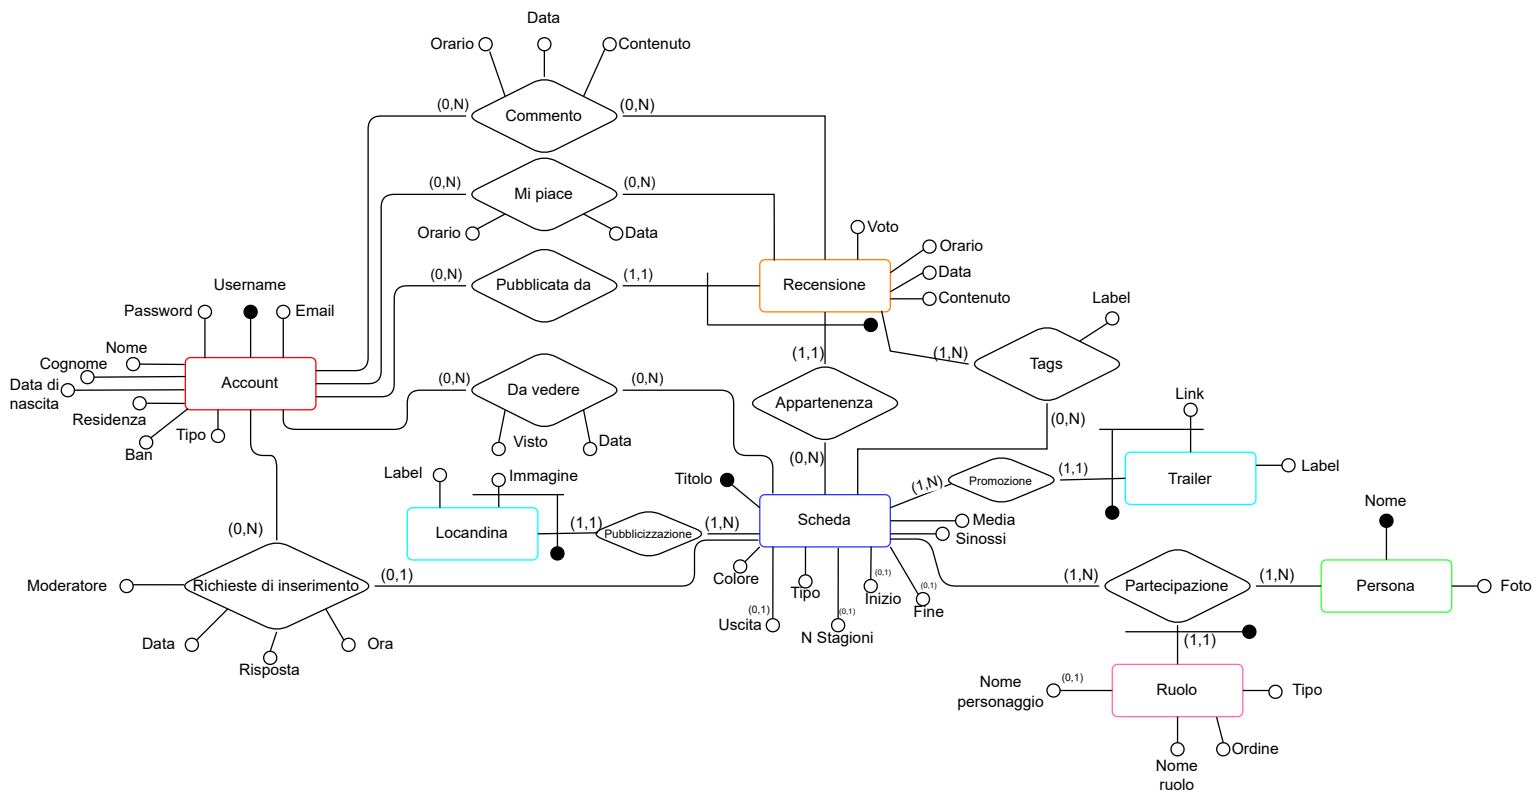 Data
Orario
Contenuto
(0,N)
(0,N)
Commento
(0,N)
(0,N)
Mi piace
Orario
Data
Voto
Orario
Data
Contenuto
(0,N)
(1,1)
Pubblicata da
Recensione
Username
Password
Email
Label
Nome
Cognome
Data di
nascita
Account
Residenza
Ban
Tipo
(1,1)
(1,N)
Tags
(0,N)
(0,N)
Da vedere
Visto
Data
Appartenenza
Link
(0,N)
(0,N)
Label
Immagine
Titolo
(1,N)
Promozione
(1,1)
Trailer
Label
Locandina
(1,1)
Pubblicizzazione
(1,N)
Scheda
Media
Sinossi
Nome
(0,N)
Moderatore
Richieste di inserimento
(0,1)
Colore
Tipo
(0,1)
Inizio
(0,1)
Fine
(0,1)
Uscita
(0,1)
N Stagioni
(1,N)
Partecipazione
(1,N)
Persona
Foto
Data
Risposta
Ora
(1,1)
Nome
personaggio
(0,1)
Ruolo
Tipo
Nome
ruolo
Ordine